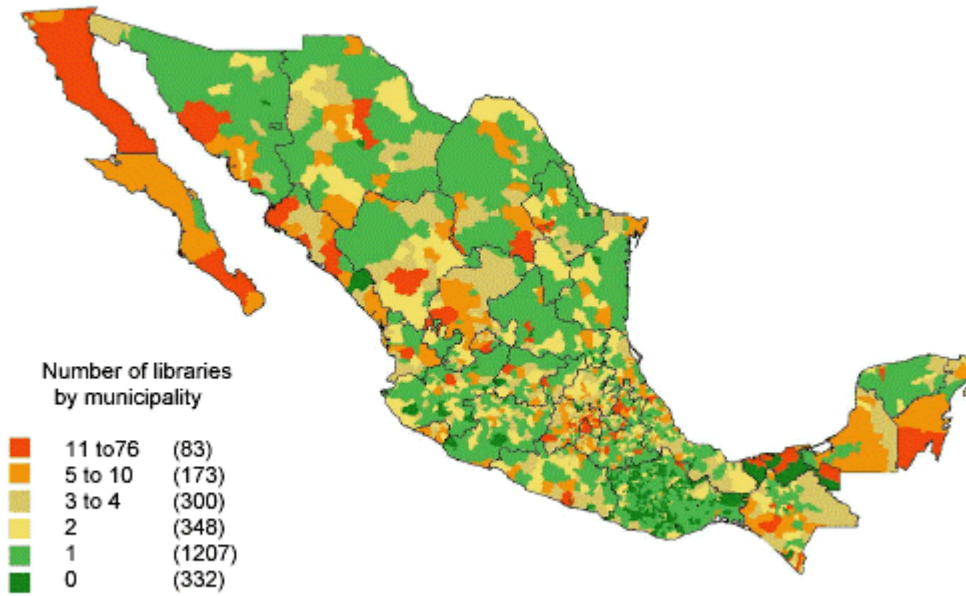 Number of libraries
by municipality
11 to76 (83)
5 to 10 (173)
3 to 4 (300)
2 (348)
1 (1207)
0 (332)